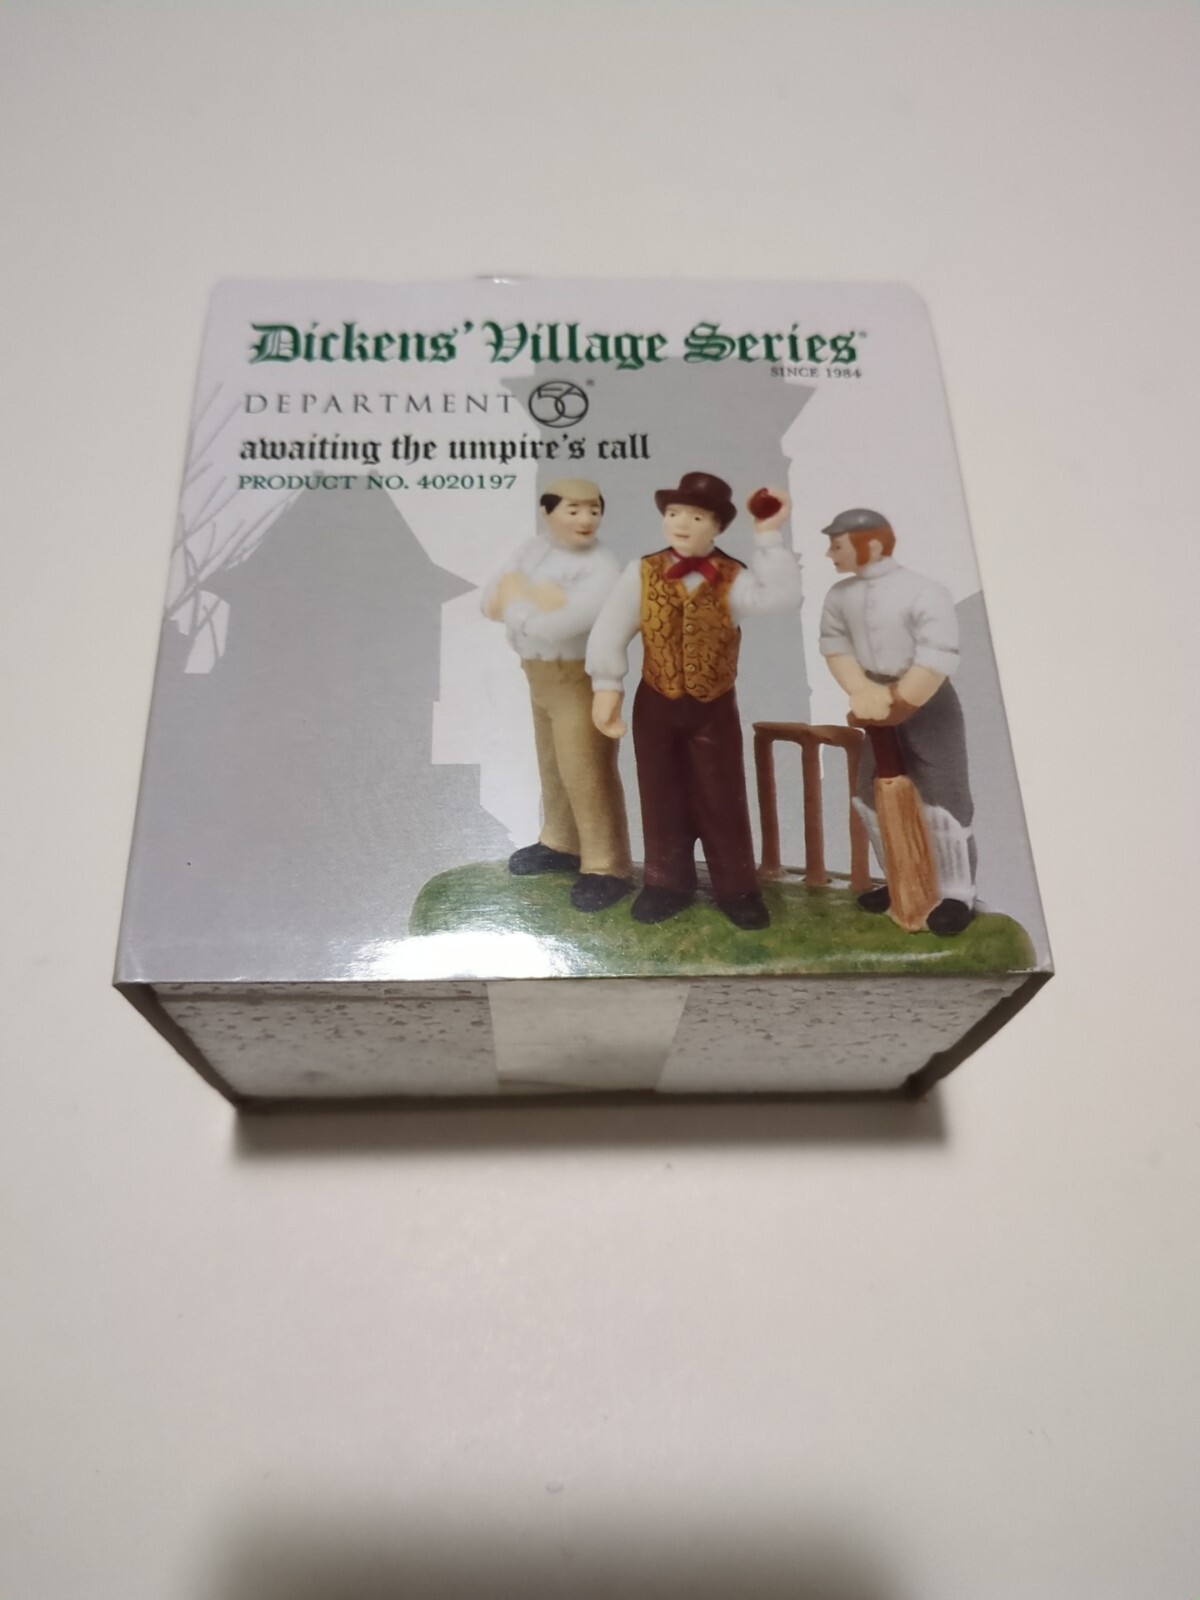 Dickens' Village Series®
SINCE 1984
DEPARTMENT 56®
awaiting the umpire's call
PRODUCT NO. 4020197